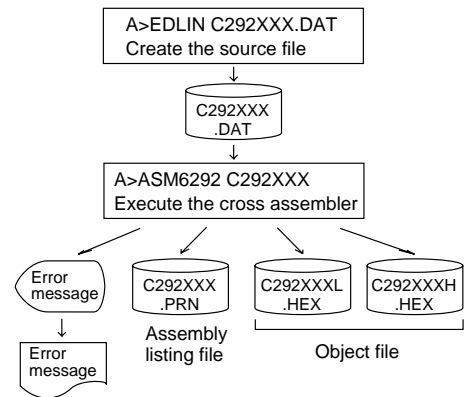 A>EDLIN C292XXX.DAT
Create the source file
C292XXX
.DAT
A>ASM6292 C292XXX
Execute the cross assembler
Error
message
C292XXX
.PRN
C292XXXL
.HEX
C292XXXH
.HEX
Assembly
listing file
Object file
Error
message